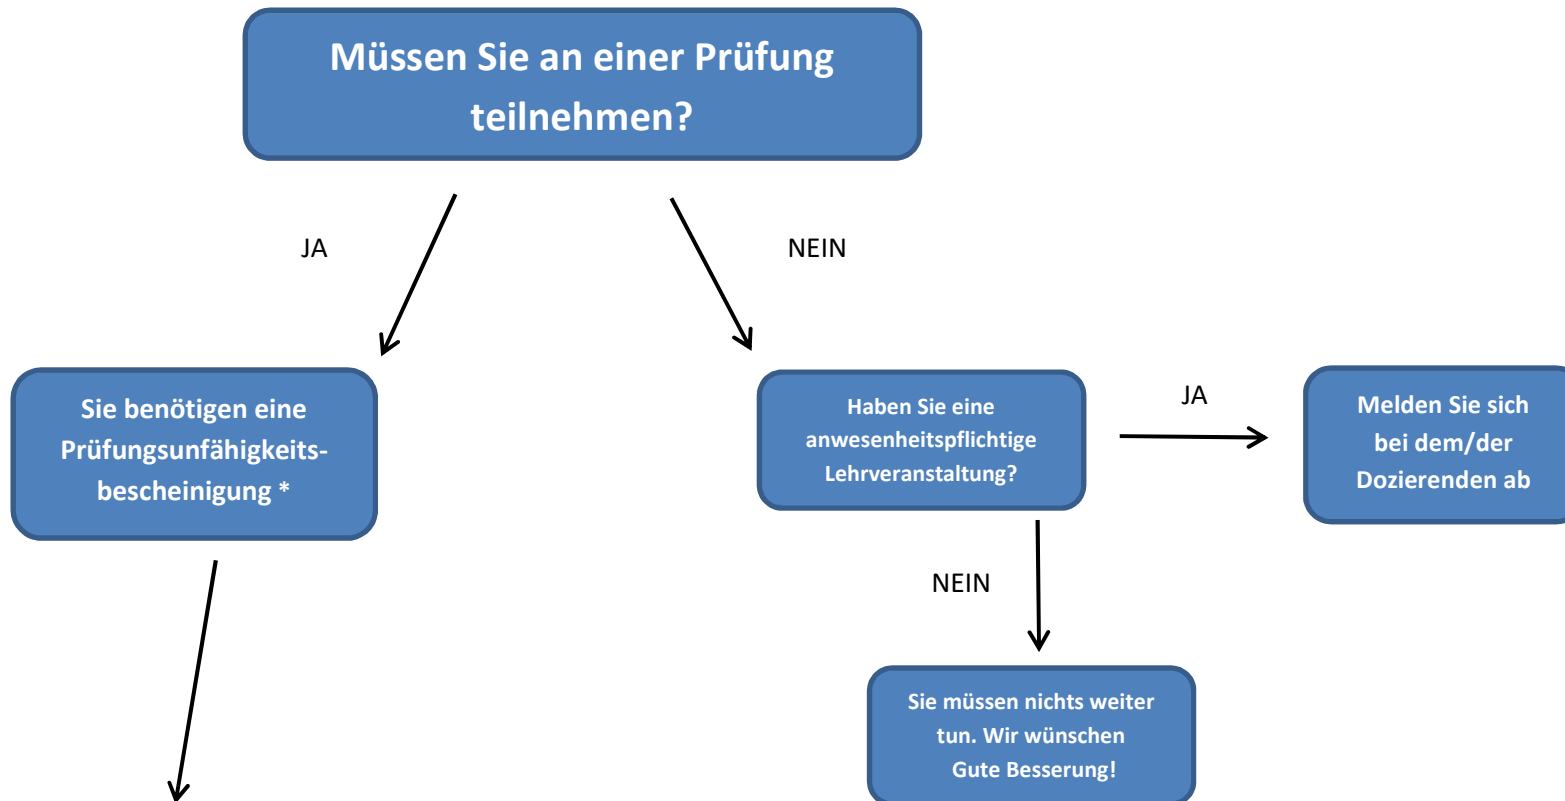 Müssen Sie an einer Prüfung
teilnehmen?
JA
NEIN
Sie benötigen eine
Prüfungsunfähigkeits-
bescheinigung *
Haben Sie eine
anwesenheitspflichtige
Lehrveranstaltung?
JA
Melden Sie sich
bei dem/der
Dozierenden ab
NEIN
Sie müssen nichts weiter
tun. Wir wünschen
Gute Besserung!